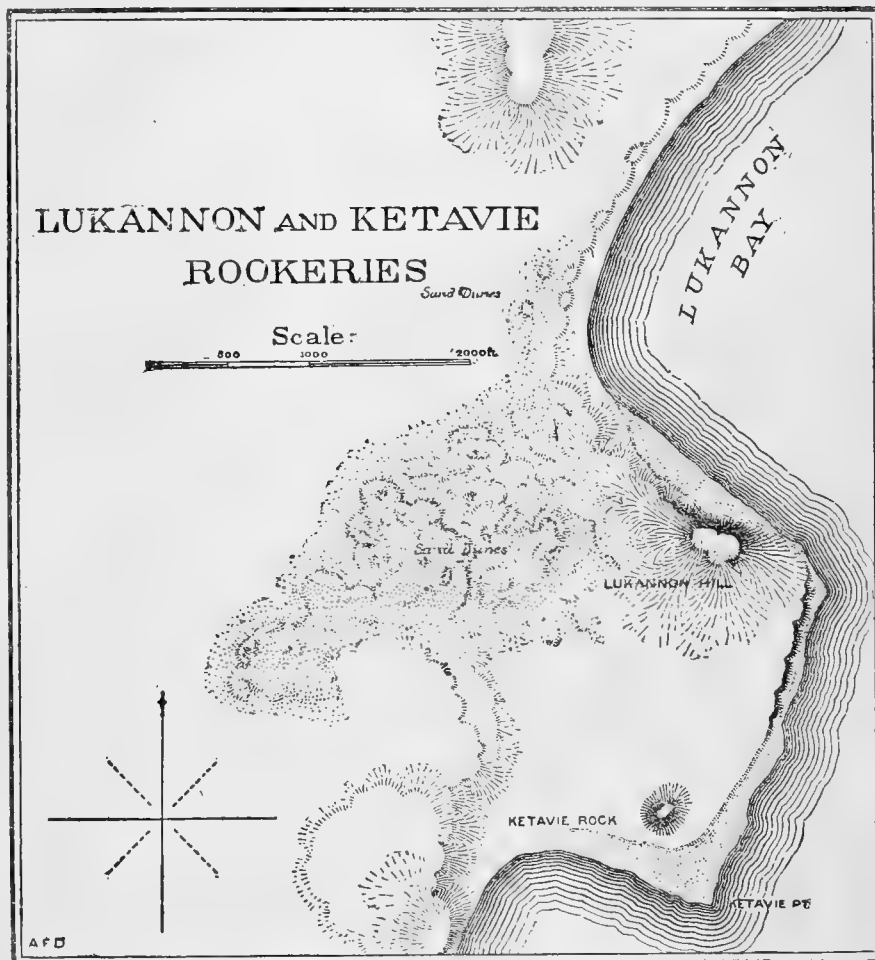 LUKANNON AND KETAVIE
ROOKERIES
Sand Dunes
Scale:
500 1000 2000ft.
LUKANNON
BAY
Sand Dunes
LUKANNON HILL
KETAVIE ROCK
KETAVIE PT.
A F D